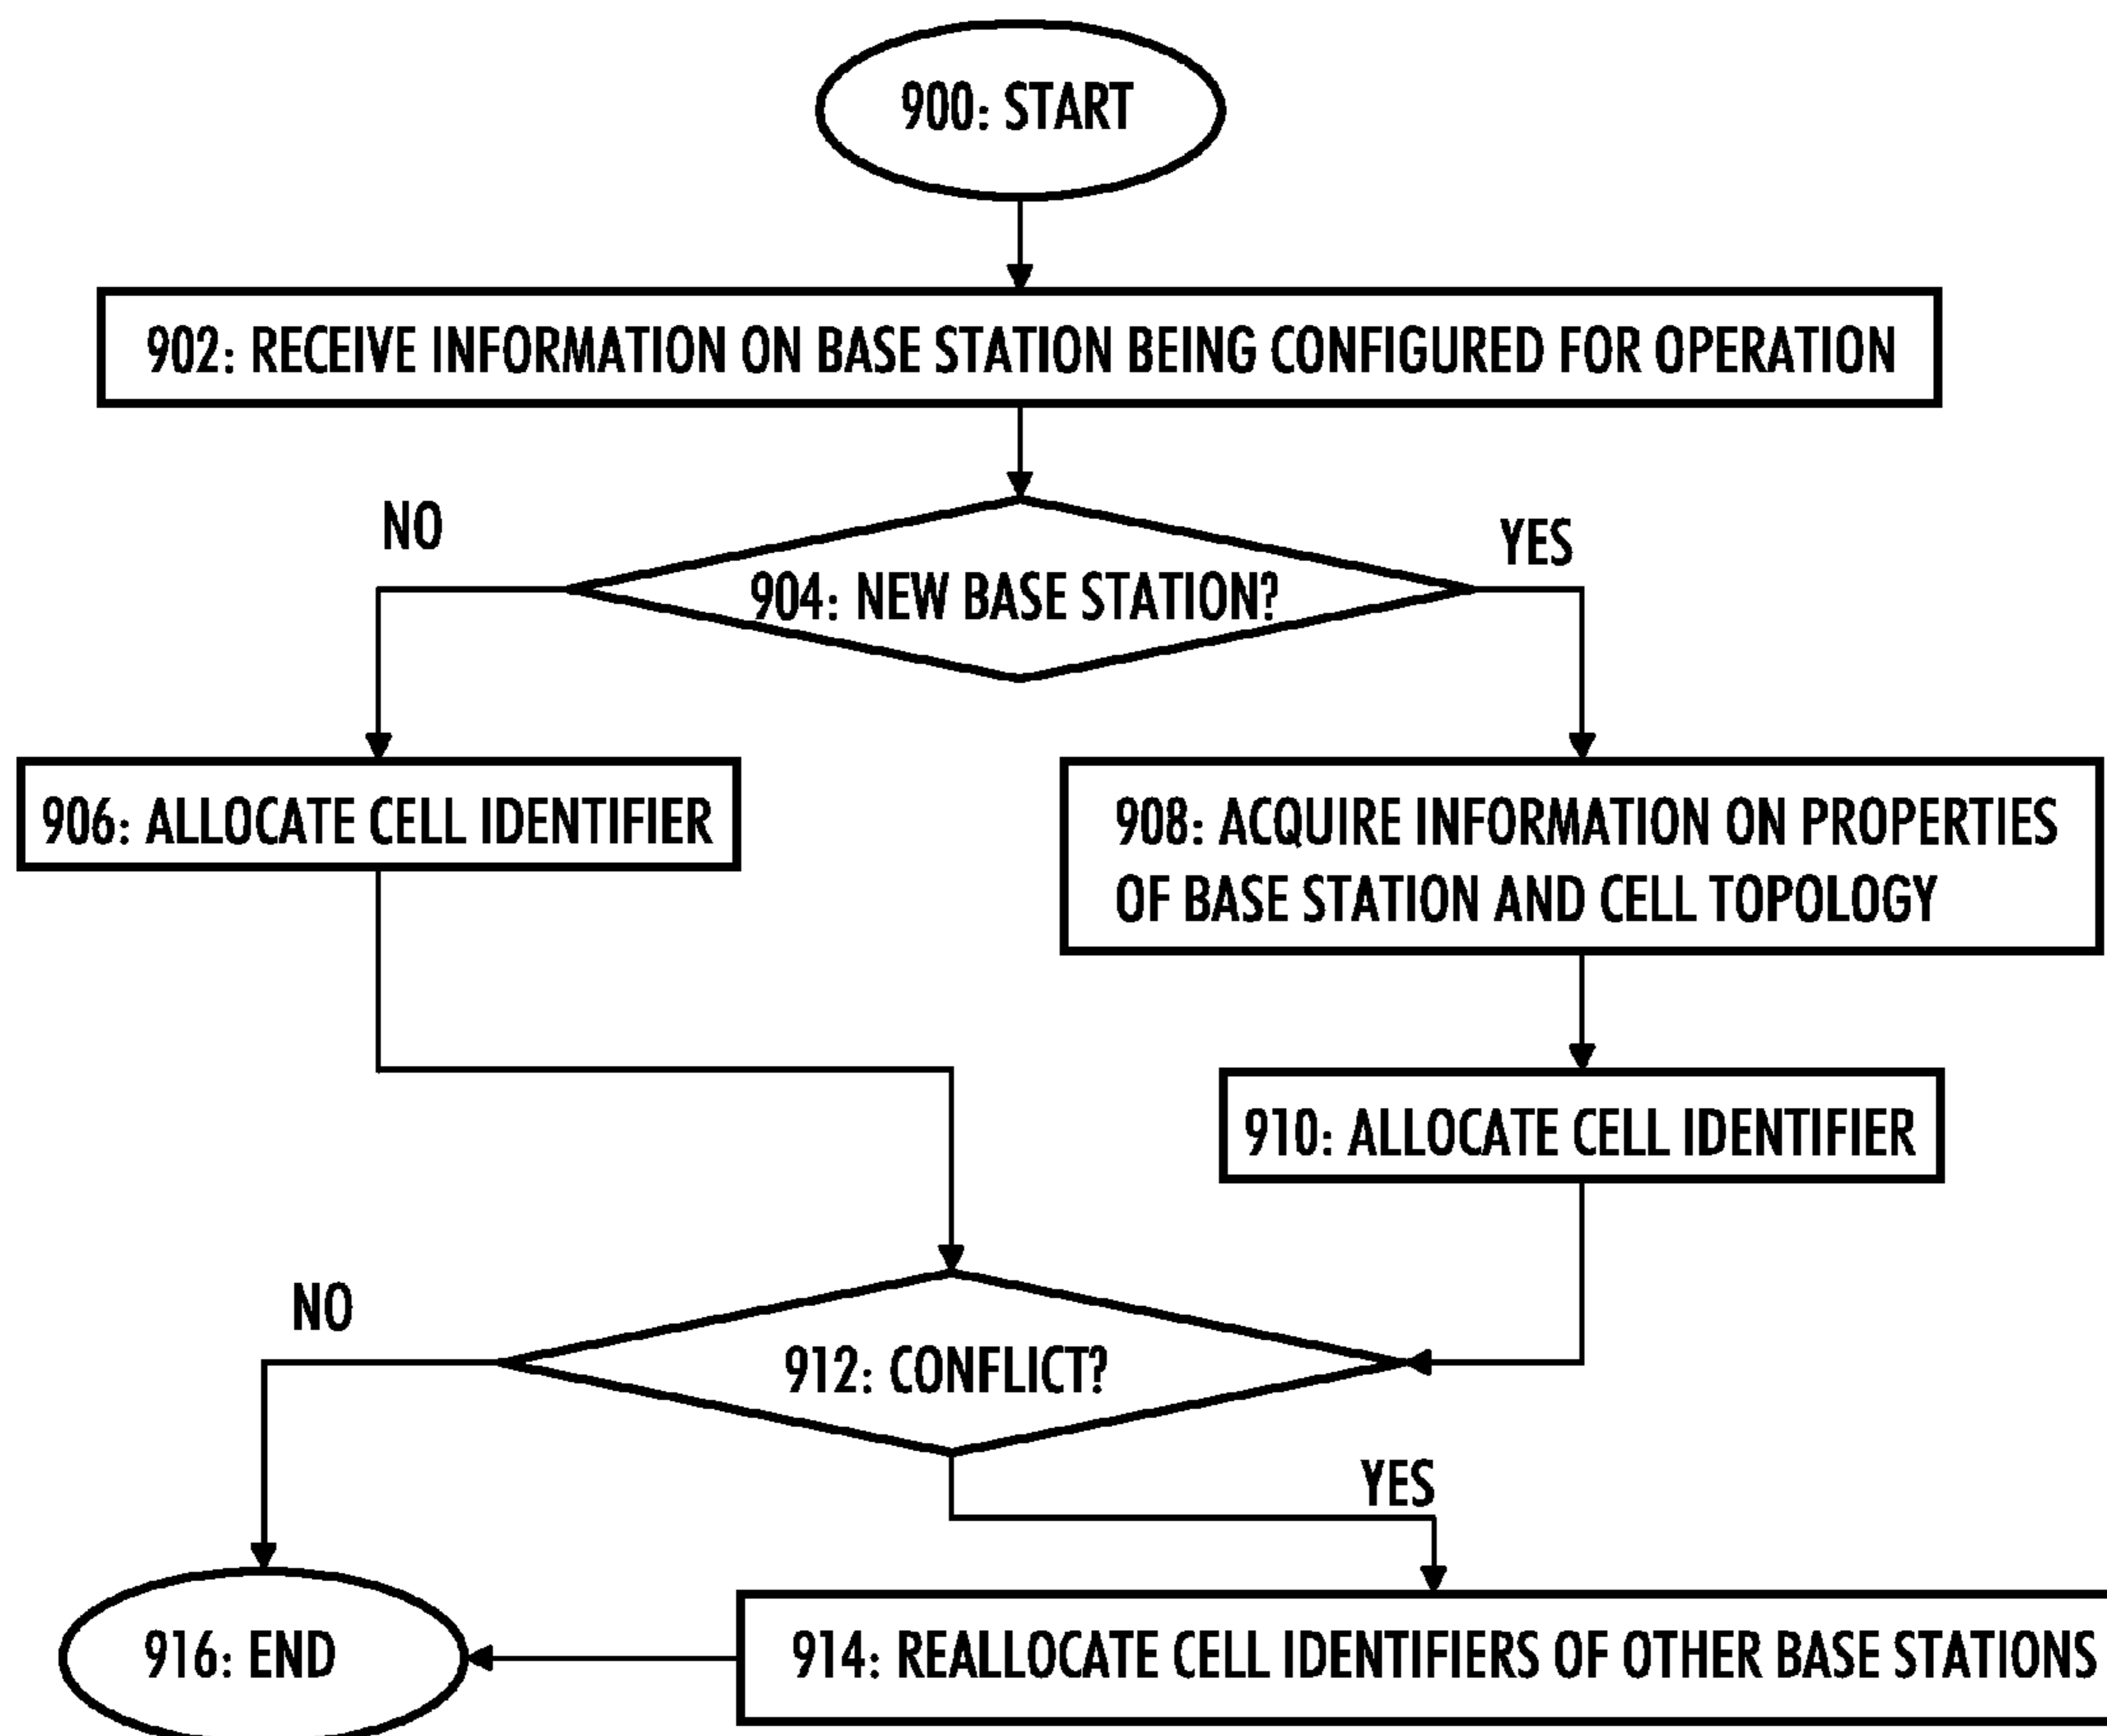 900: START
902: RECEIVE INFORMATION ON BASE STATION BEING CONFIGURED FOR OPERATION
NO
YES
904: NEW BASE STATION?
906: ALLOCATE CELL IDENTIFIER
908: ACQUIRE INFORMATION ON PROPERTIES
OF BASE STATION AND CELL TOPOLOGY
910: ALLOCATE CELL IDENTIFIER
NO
912: CONFLICT?
YES
916: END
914: REALLOCATE CELL IDENTIFIERS OF OTHER BASE STATIONS